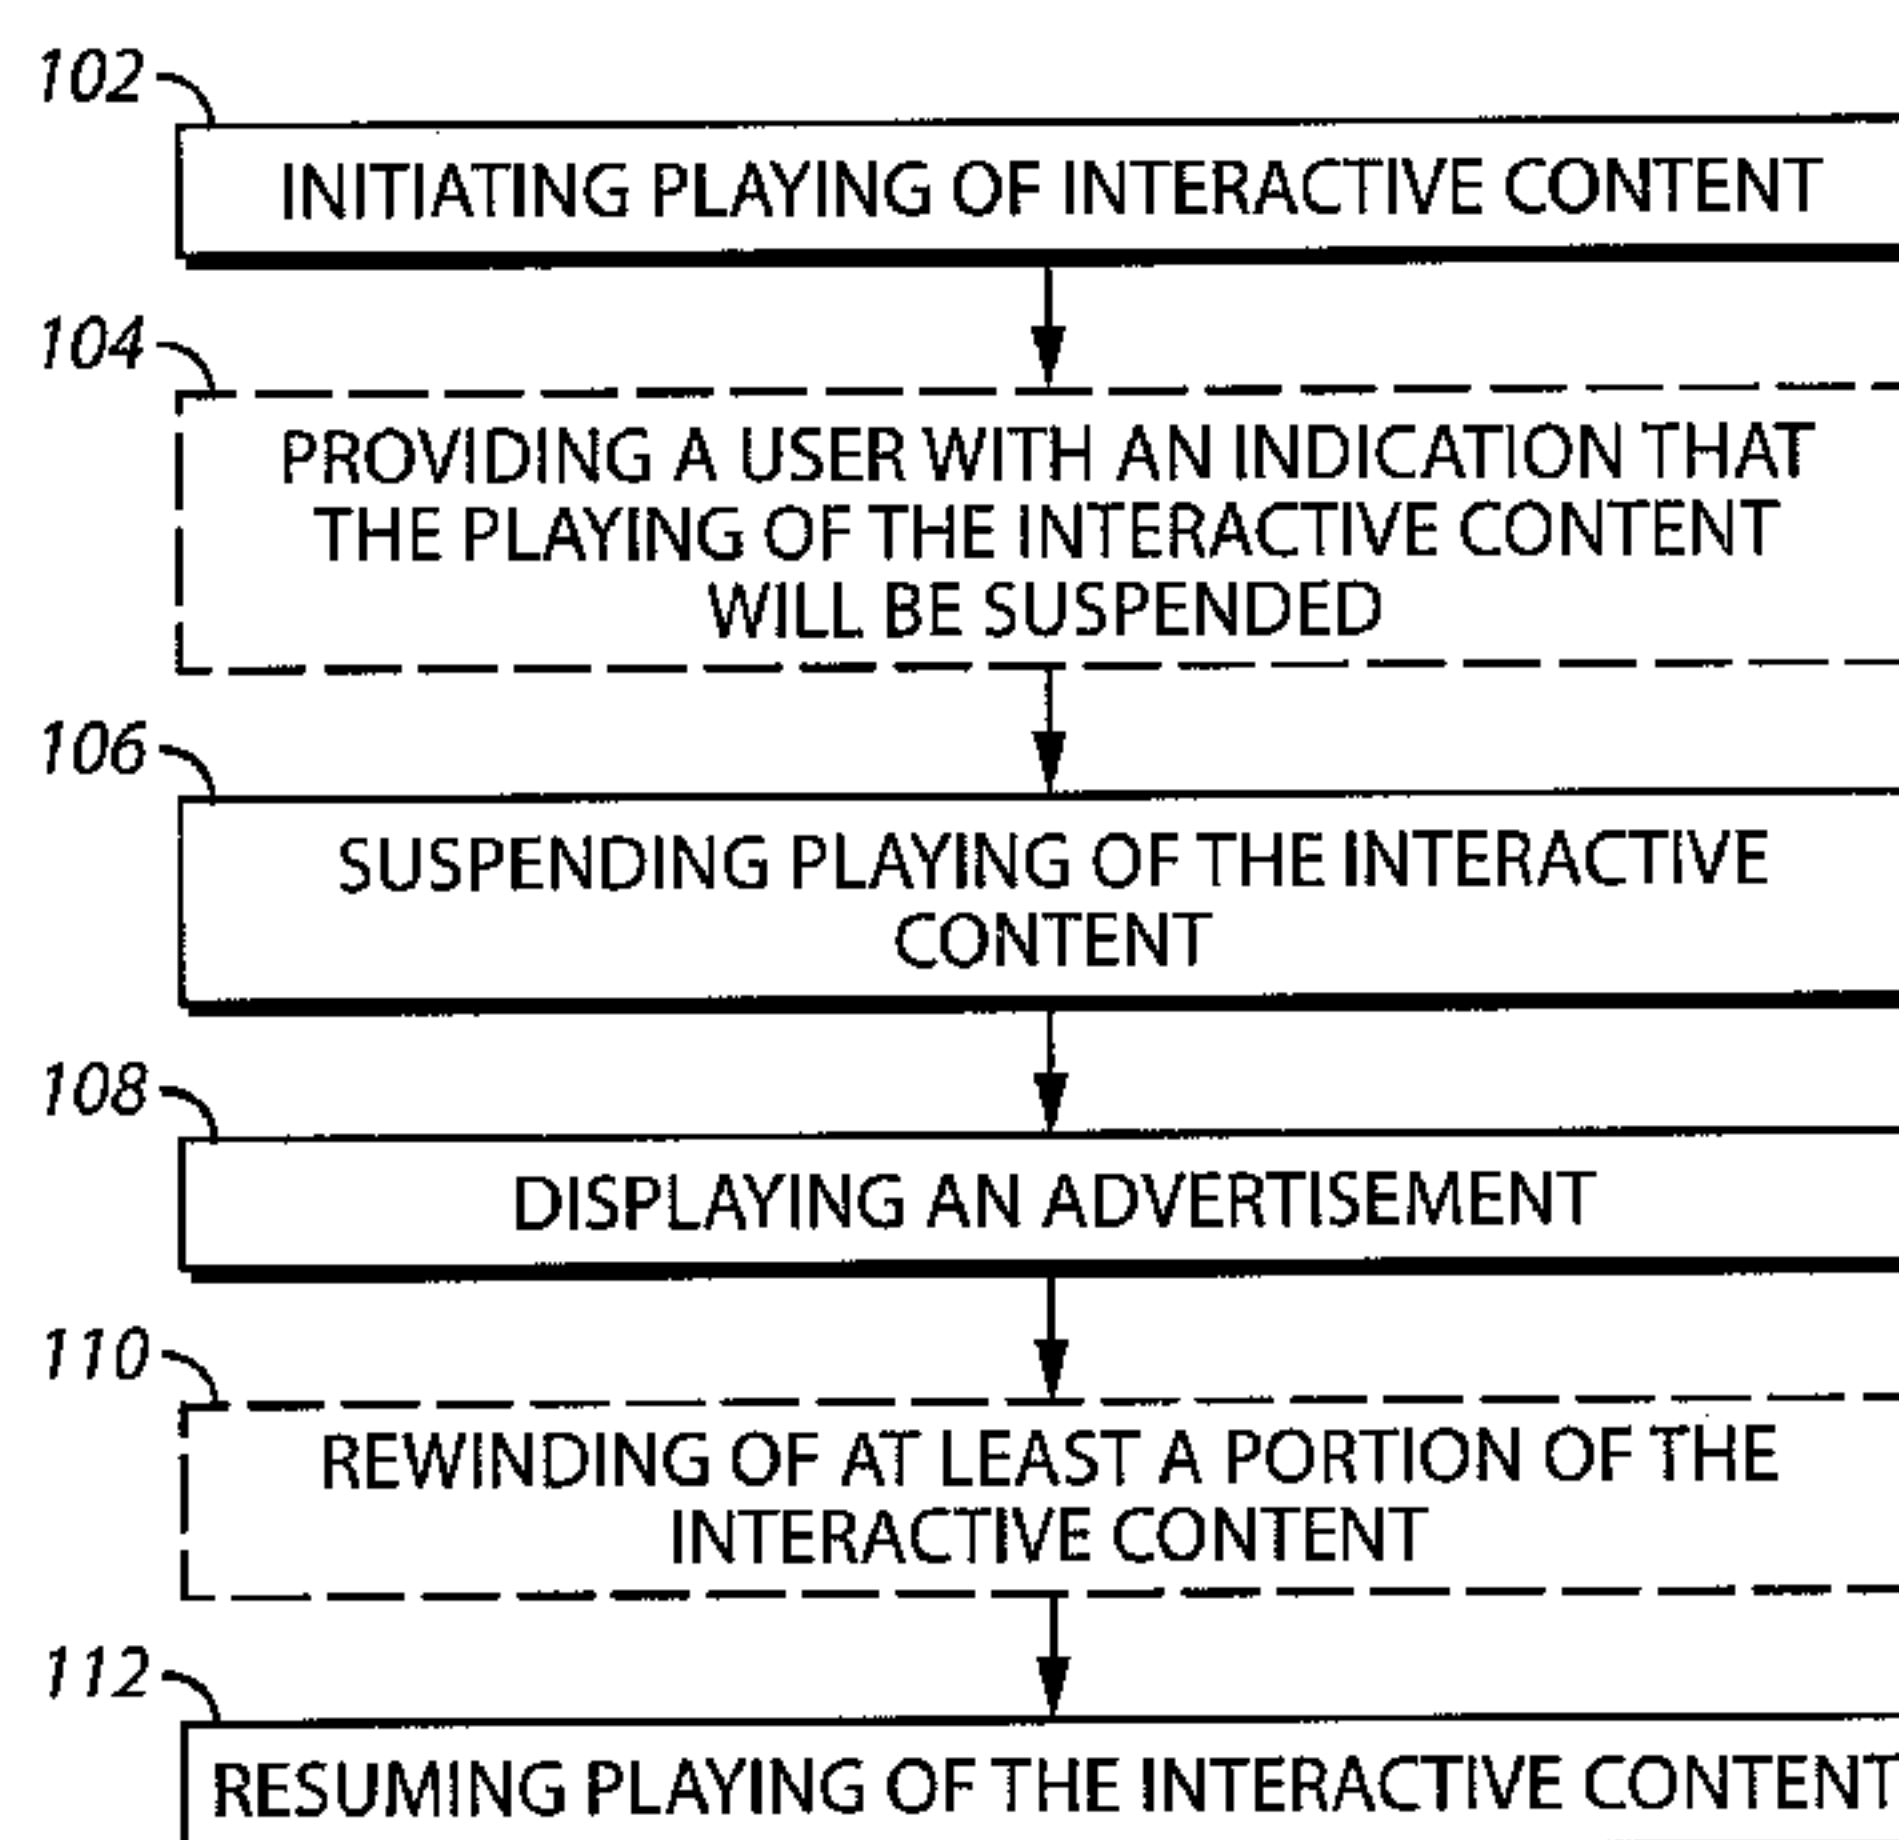 102
INITIATING PLAYING OF INTERACTIVE CONTENT
104
PROVIDING A USER WITH AN INDICATION THAT
THE PLAYING OF THE INTERACTIVE CONTENT
WILL BE SUSPENDED
106
SUSPENDING PLAYING OF THE INTERACTIVE
CONTENT
108
DISPLAYING AN ADVERTISEMENT
110
REWINDING OF AT LEAST A PORTION OF THE
INTERACTIVE CONTENT
112
RESUMING PLAYING OF THE INTERACTIVE CONTENT